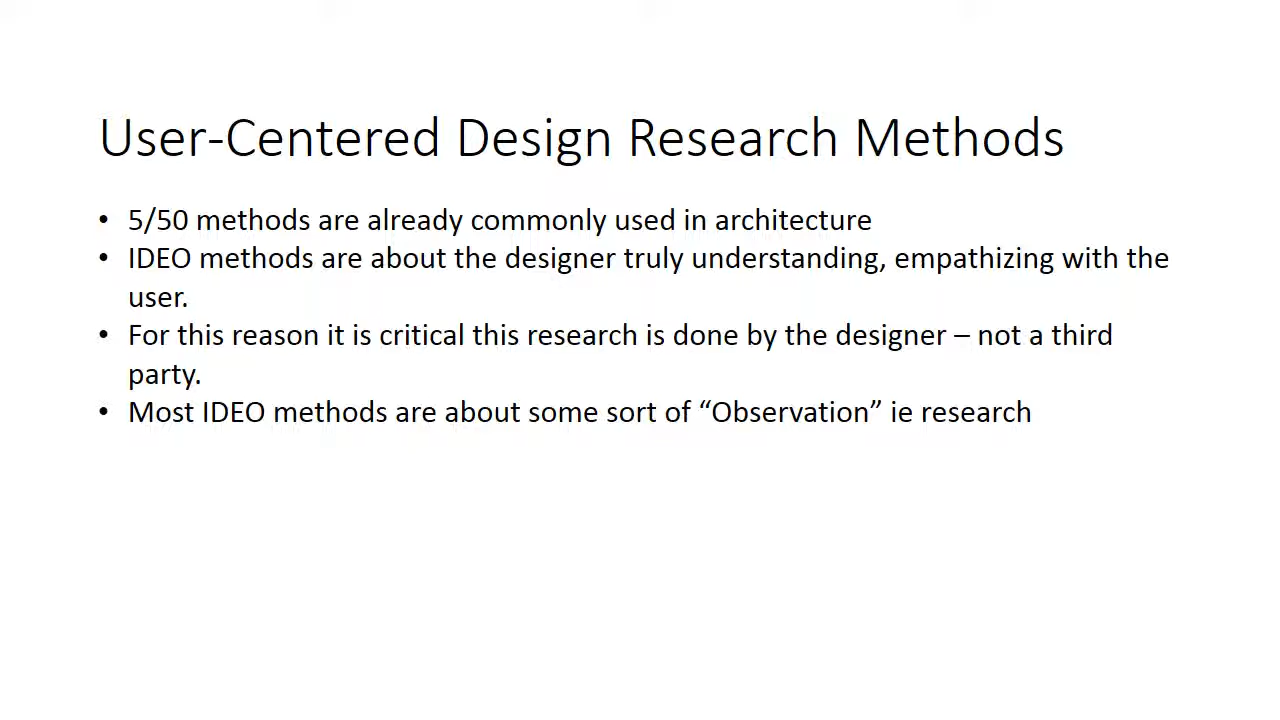 User-Centered Design Research Methods
• 5/50 methods are already commonly used in architecture
• IDEO methods are about the designer truly understanding, empathizing with the
user.
• For this reason it is critical this research is done by the designer – not a third
party.
• Most IDEO methods are about some sort of “Observation” ie research